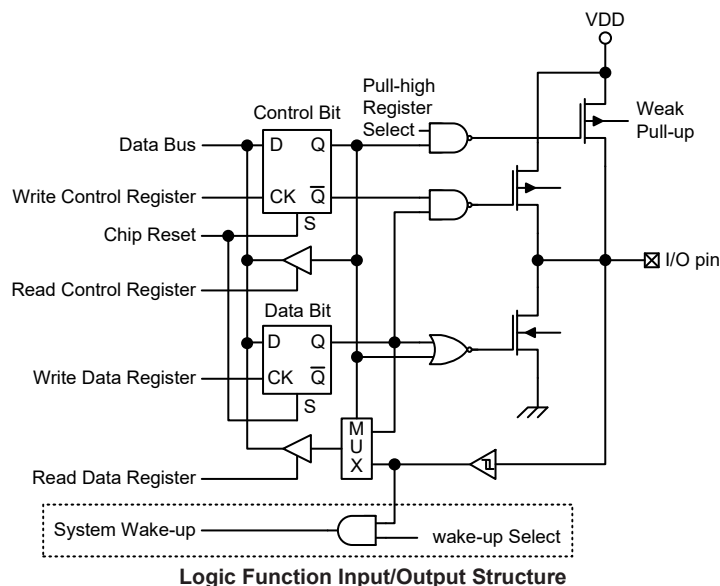 VDD
Pull-high
Register
Select
Control Bit
Weak
Pull-up
Data Bus
D
Q
Write Control Register
CK
Q
Chip Reset
S
I/O pin
Read Control Register
Data Bit
D
Q
Write Data Register
CK
Q
S
M
U
X
Read Data Register
System Wake-up
wake-up Select
Logic Function Input/Output Structure